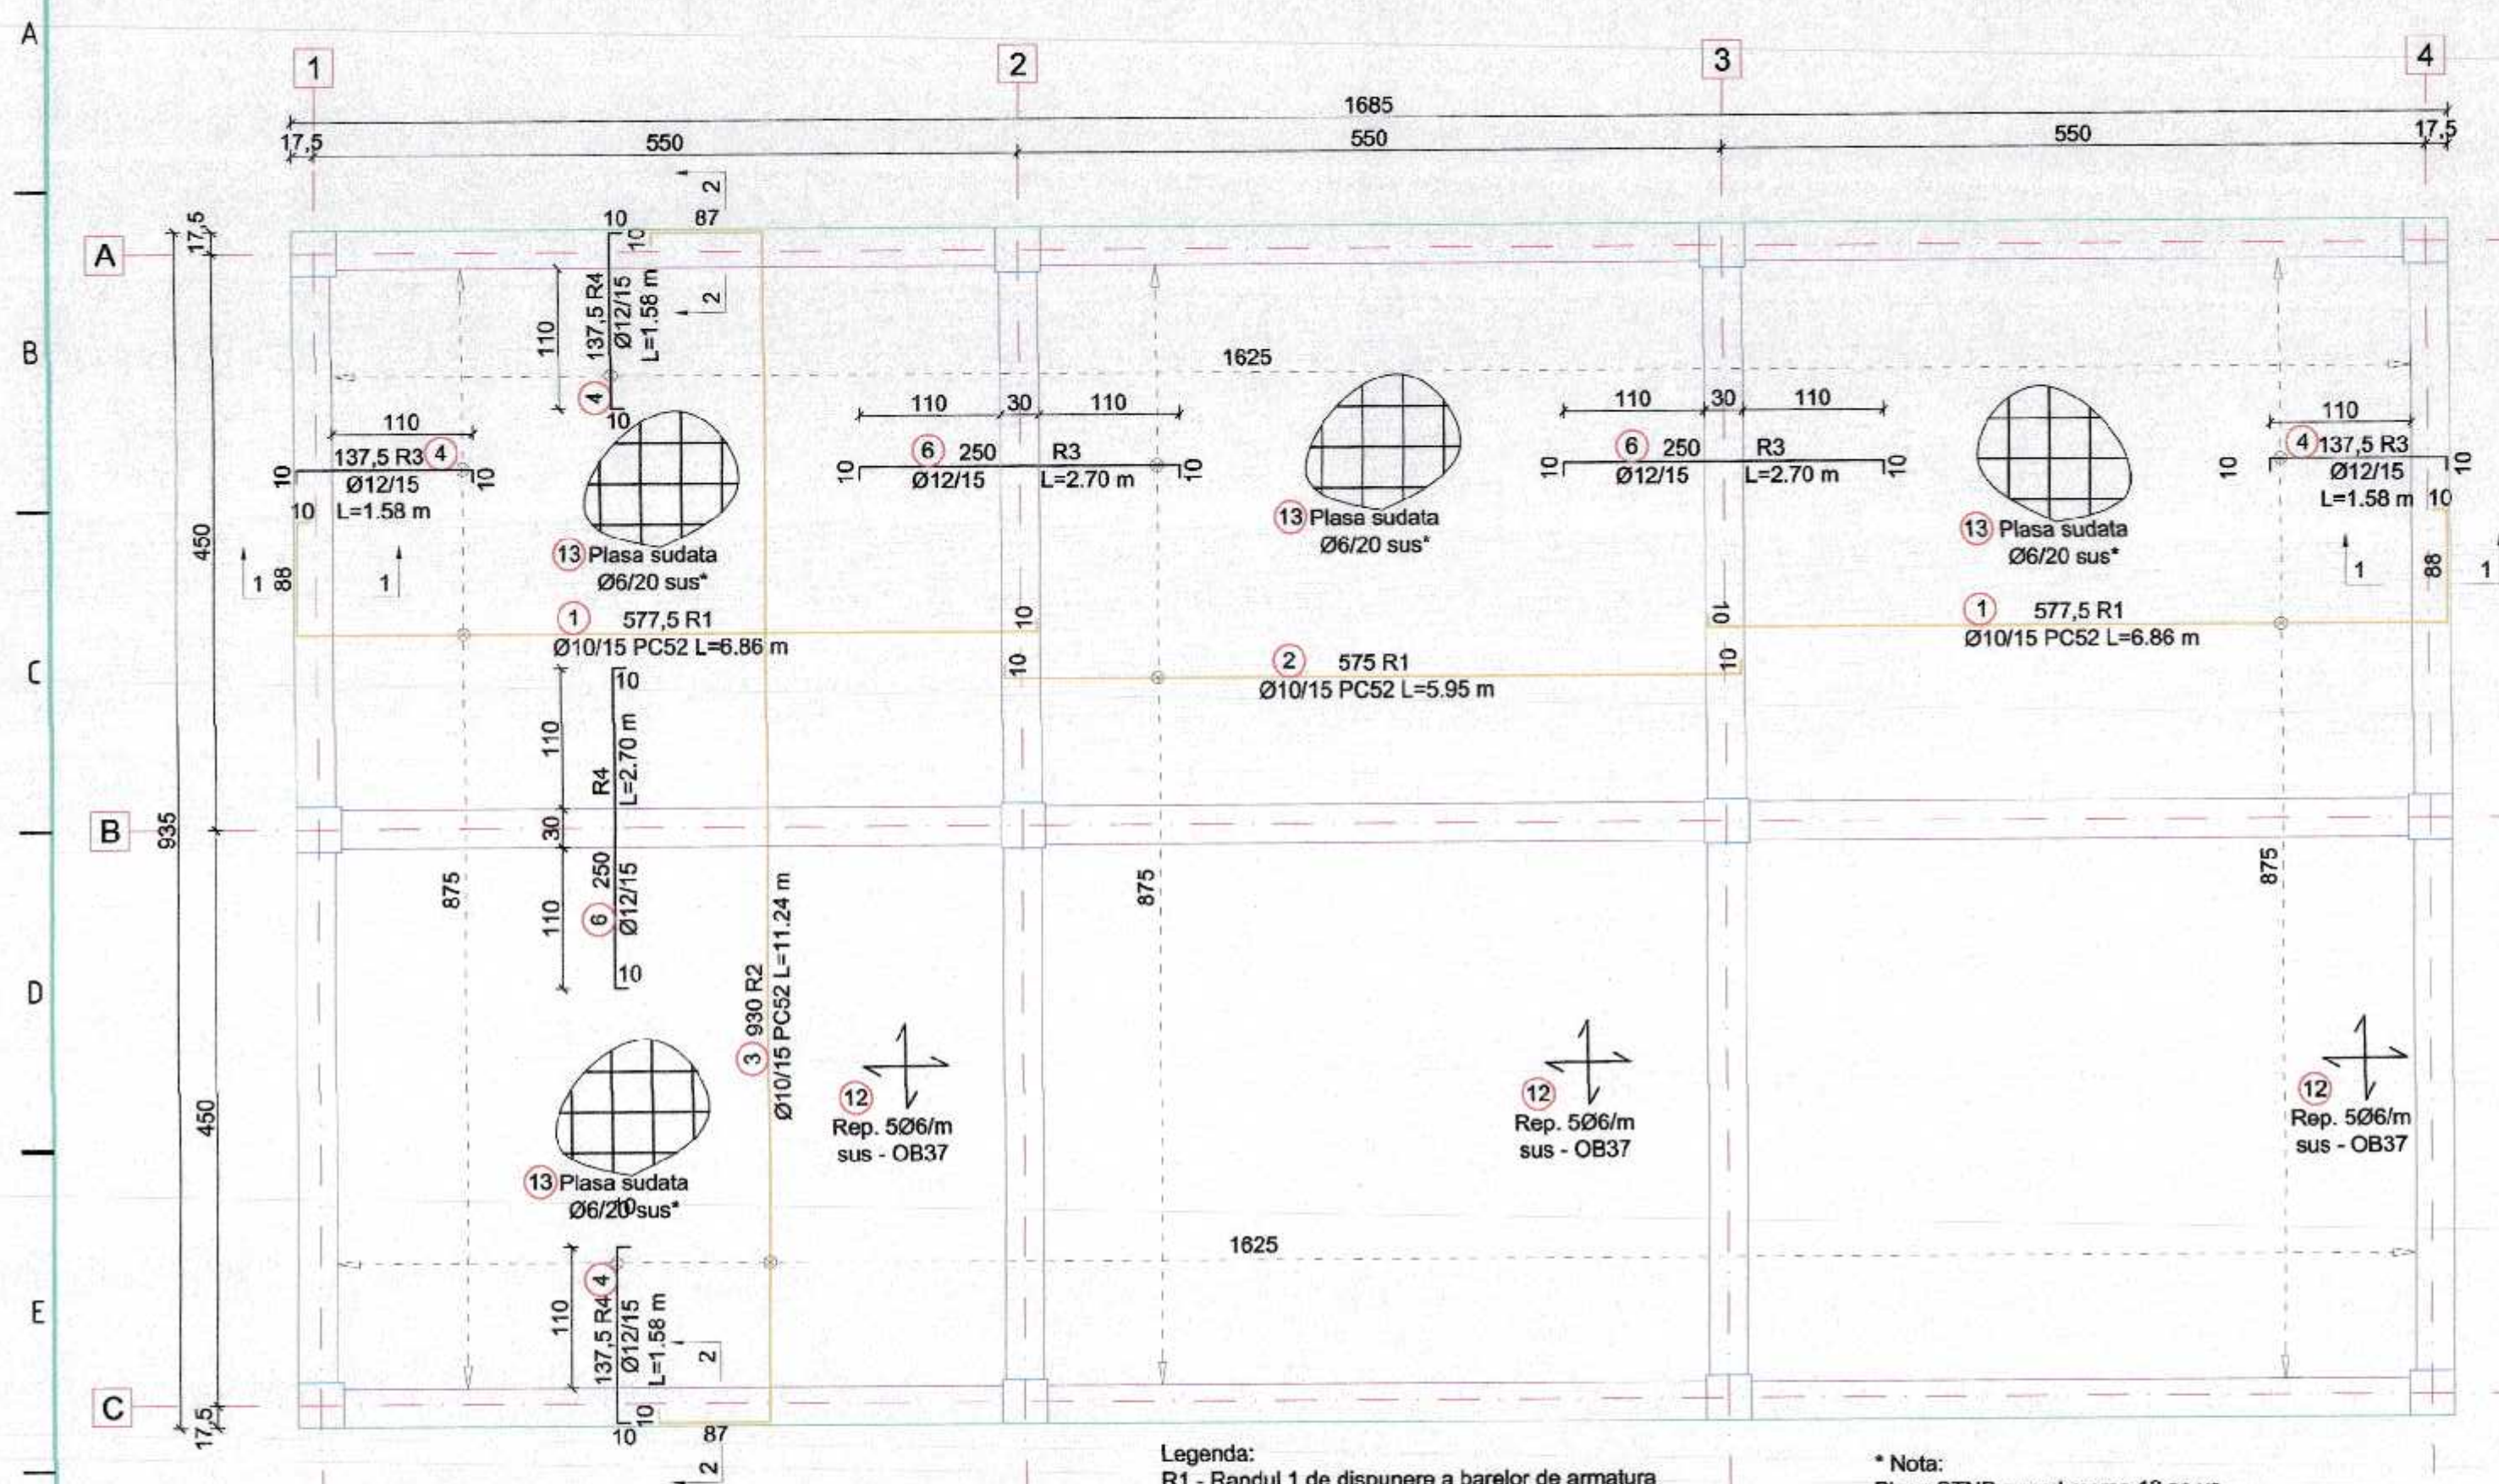 A
1
2
3
4
1685
17,5
550
550
550
17,5
2
10
87
10
17,5
A
110
137,5 R4
Ø12/15
L=1.58 m
2
B
1625
4
10
110
137,5 R3 4
10
Ø12/15
10
10
L=1.58 m
110
30
110
6 250 R3
10
Ø12/15
L=2.70 m
10
110
30
110
6 250 R3
10
Ø12/15
L=2.70 m
10
110
4 137,5 R3
10
Ø12/15
10
L=1.58 m
10
13 Plasa sudata
Ø6/20 sus*
13 Plasa sudata
Ø6/20 sus*
13 Plasa sudata
Ø6/20 sus*
450
1
88
1
1
88
1
1 577,5 R1
Ø10/15 PC52 L=6.86 m
10
10
1 577,5 R1
Ø10/15 PC52 L=6.86 m
C
10
2 575 R1
Ø10/15 PC52 L=5.95 m
10
10
110
R4
L=2.70 m
B
935
30
875
110
6 250
Ø12/15
10
875
875
D
3 930 R2
Ø10/15 PC52 L=11.24 m
12
Rep. 5Ø6/m
sus - OB37
12
Rep. 5Ø6/m
sus - OB37
12
Rep. 5Ø6/m
sus - OB37
450
13 Plasa sudata
Ø6/20 sus*
10
1625
E
110
4
137,5 R4
Ø12/15
L=1.58 m
2
C
17,5
10
10
87
2
Legenda:
R1 - Randul 1 de dispunere a barelor de armatura
* Nota: